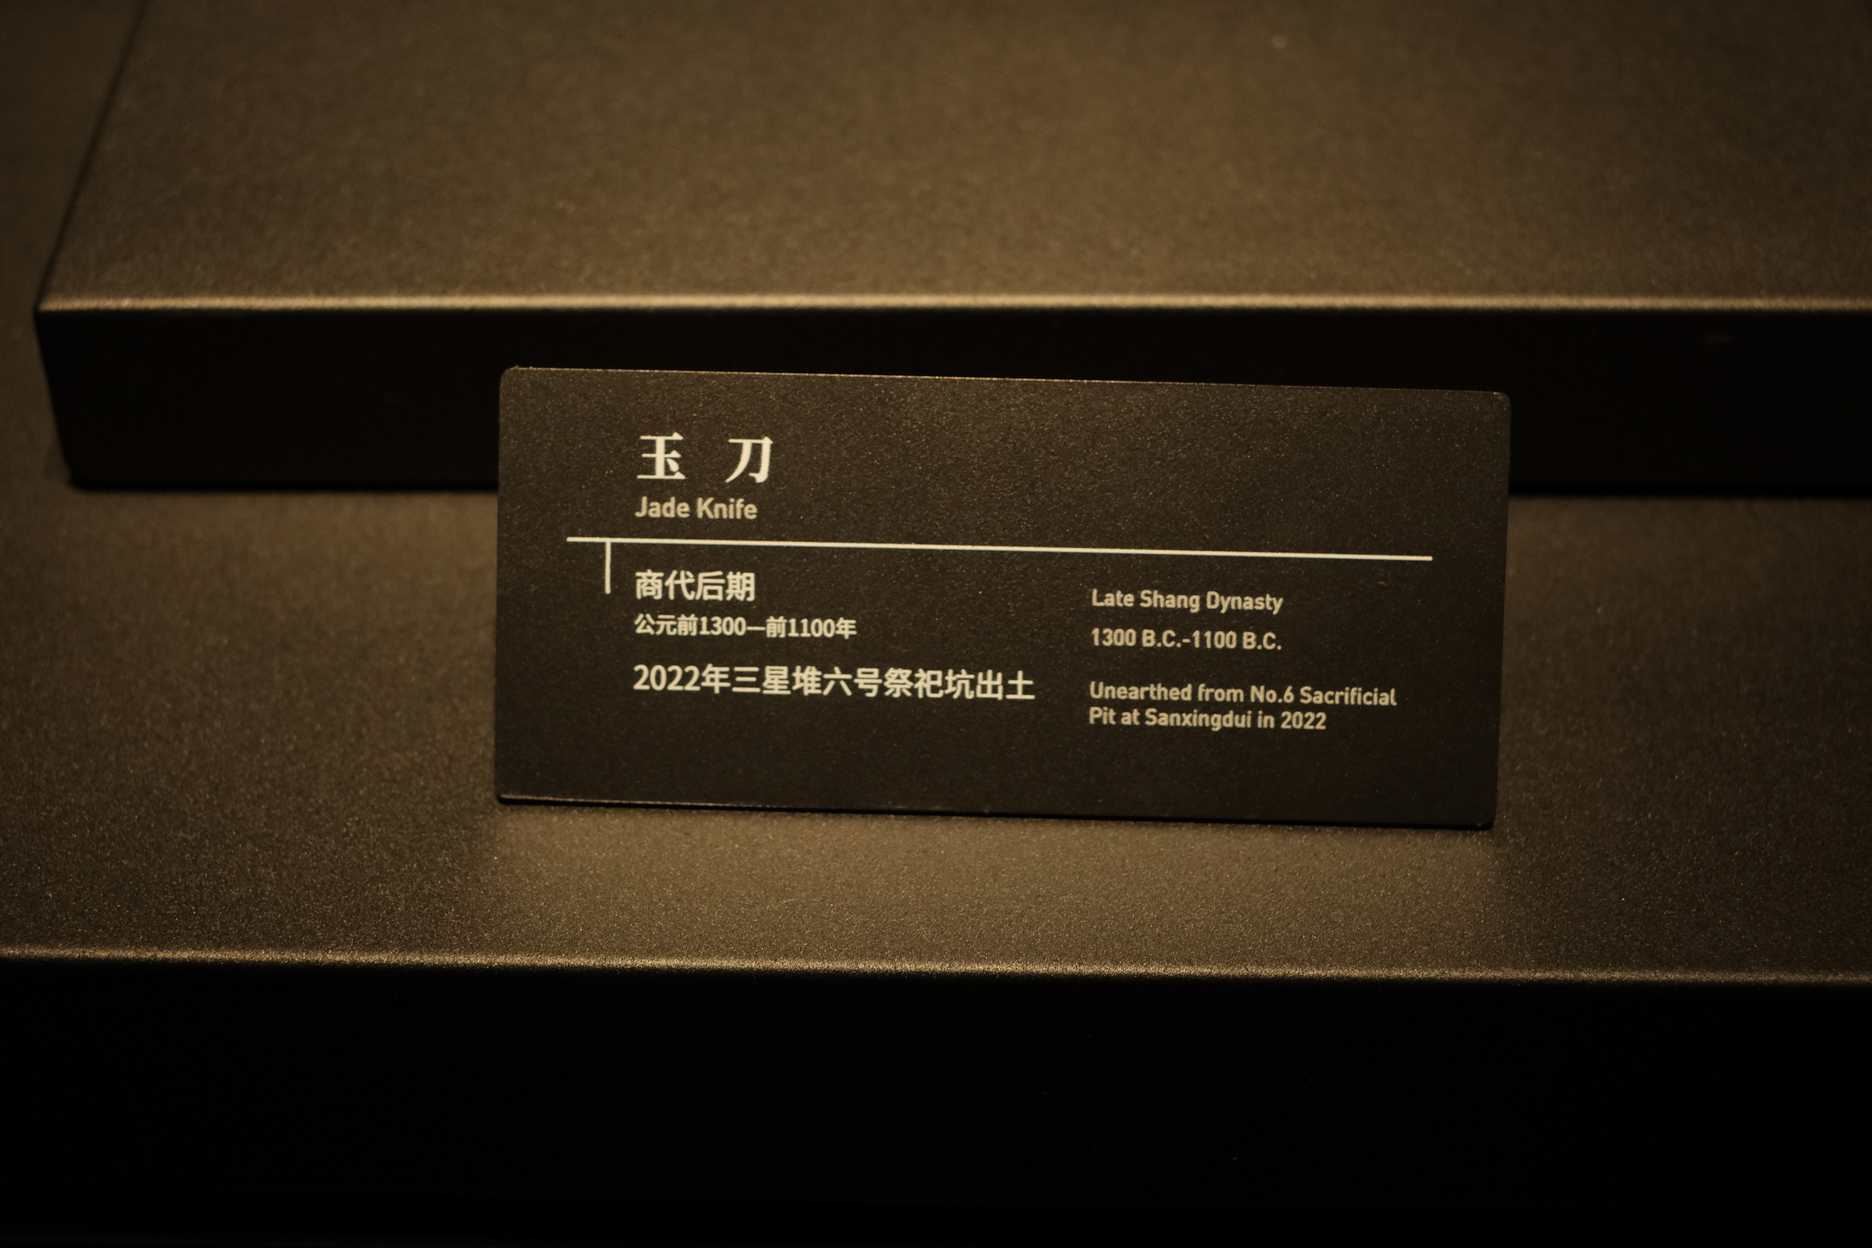 玉 刀
Jade Knife
商代后期
公元前1300—前1100年
2022年三星堆六号祭祀坑出土
Late Shang Dynasty
1300 B.C.-1100 B.C.
Unearthed from No.6 Sacrificial
Pit at Sanxingdui in 2022